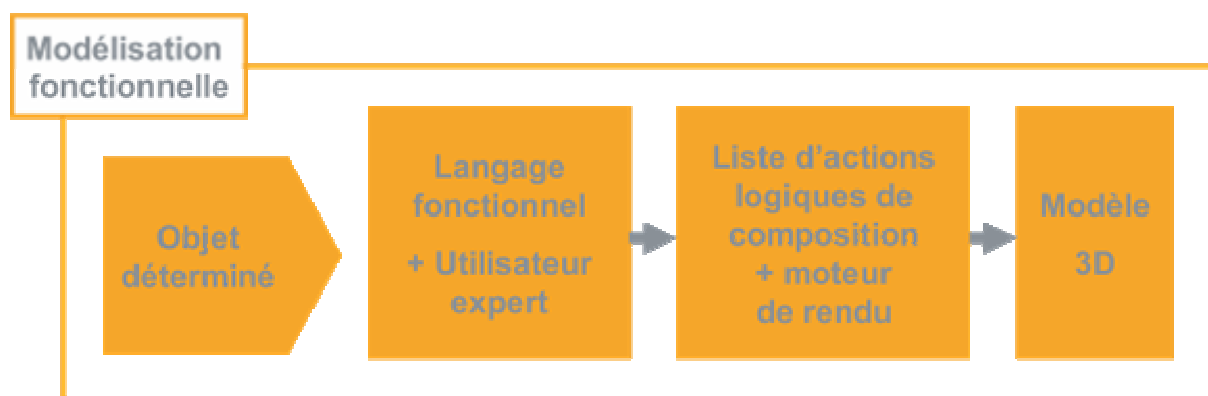 Modélisation
fonctionnelle
Objet
déterminé
Langage
fonctionnel
+ Utilisateur
expert
Liste d'actions
logiques de
composition
+ moteur
de rendu
Modèle
3D